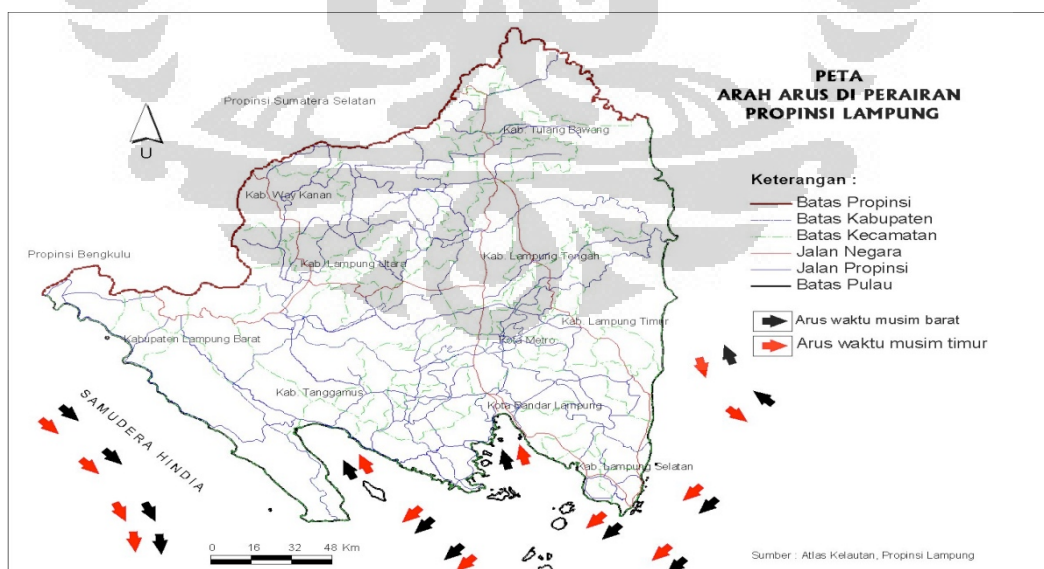 PETA
ARAH ARUS DI PERAIRAN
PROPINSI LAMPUNG
Propinsi Sumatera Selatan
U
Kab. Tulang Bawang
Kab. Way Kanan
Propinsi Bengkulu
Kab. Lampung Utara
Kab. Lampung Tengah
Kab. Lampung Timur
Kabupaten Lampung Barat
Kota Metro
Kab. Tanggamus
Kota Bandar Lampung
Kab. Lampung Selatan
SAMUDERA HINDIA
0 16 32 48 Km
Keterangan :
Batas Propinsi
Batas Kabupaten
Batas Kecamatan
Jalan Negara
Jalan Propinsi
Batas Pulau
Arus waktu musim barat
Arus waktu musim timur
Sumber : Atlas Kelautan, Propinsi Lampung